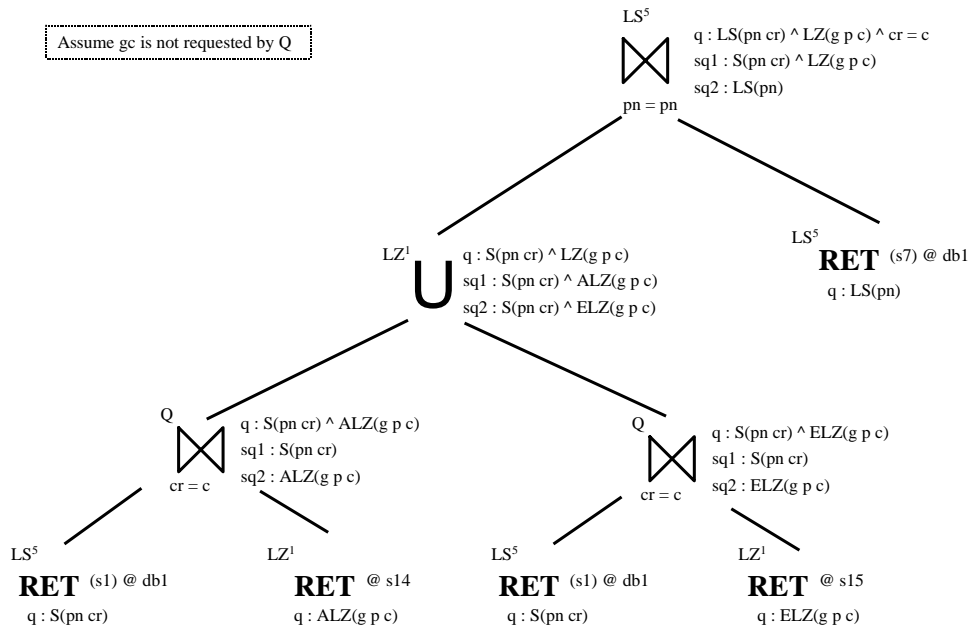 LS⁵
Assume gc is not requested by Q
q : LS(pn cr) ^ LZ(g p c) ^ cr = c
sq1 : S(pn cr) ^ LZ(g p c)
sq2 : LS(pn)
pn = pn
LZ¹
q : S(pn cr) ^ LZ(g p c)
sq1 : S(pn cr) ^ ALZ(g p c)
sq2 : S(pn cr) ^ ELZ(g p c)
LS⁵
RET (s7) @ db1
q : LS(pn)
Q
q : S(pn cr) ^ ALZ(g p c)
sq1 : S(pn cr)
sq2 : ALZ(g p c)
cr = c
Q
q : S(pn cr) ^ ELZ(g p c)
sq1 : S(pn cr)
sq2 : ELZ(g p c)
cr = c
LS⁵
RET (s1) @ db1
q : S(pn cr)
LZ¹
RET @ s14
q : ALZ(g p c)
LS⁵
RET (s1) @ db1
q : S(pn cr)
LZ¹
RET @ s15
q : ELZ(g p c)